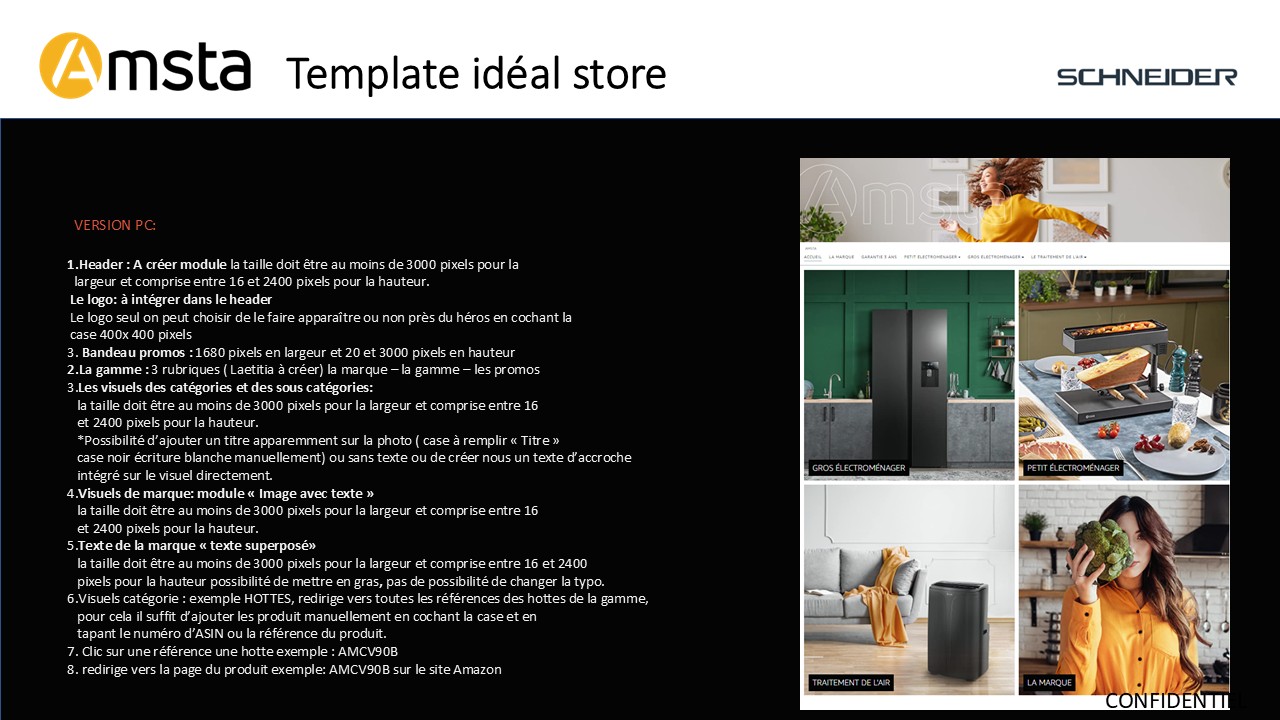 Amsta
Template idéal store
SCHNEIDER
VERSION PC:
1.Header : A créer module la taille doit être au moins de 3000 pixels pour la
largeur et comprise entre 16 et 2400 pixels pour la hauteur.
Le logo: à intégrer dans le header
Le logo seul on peut choisir de le faire apparaître ou non près du héros en cochant la
case 400x 400 pixels
3. Bandeau promos : 1680 pixels en largeur et 20 et 3000 pixels en hauteur
2.La gamme : 3 rubriques ( Laetitia à créer) la marque – la gamme – les promos
3.Les visuels des catégories et des sous catégories:
la taille doit être au moins de 3000 pixels pour la largeur et comprise entre 16
et 2400 pixels pour la hauteur.
*Possibilité d’ajouter un titre apparemment sur la photo ( case à remplir « Titre »
case noir écriture blanche manuellement) ou sans texte ou de créer nous un texte d’accroche
intégré sur le visuel directement.
4.Visuels de marque: module « Image avec texte »
la taille doit être au moins de 3000 pixels pour la largeur et comprise entre 16
et 2400 pixels pour la hauteur.
5.Texte de la marque « texte superposé»
la taille doit être au moins de 3000 pixels pour la largeur et comprise entre 16 et 2400
pixels pour la hauteur possibilité de mettre en gras, pas de possibilité de changer la typo.
6.Visuels catégorie : exemple HOTTES, redirige vers toutes les références des hottes de la gamme,
pour cela il suffit d’ajouter les produit manuellement en cochant la case et en
tapant le numéro d’ASIN ou la référence du produit.
7. Clic sur une référence une hotte exemple : AMCV90B
8. redirige vers la page du produit exemple: AMCV90B sur le site Amazon
Amsta
amsta
ACCUEIL LA MARQUE GARANTIE 5 ANS PETIT ÉLECTROMÉNAGER GROS ÉLECTROMÉNAGER LE TRAITEMENT DE L'AIR
GROS ÉLECTROMÉNAGER
PETIT ÉLECTROMÉNAGER
TRAITEMENT DE L'AIR
LA MARQUE
CONFIDENTIEL